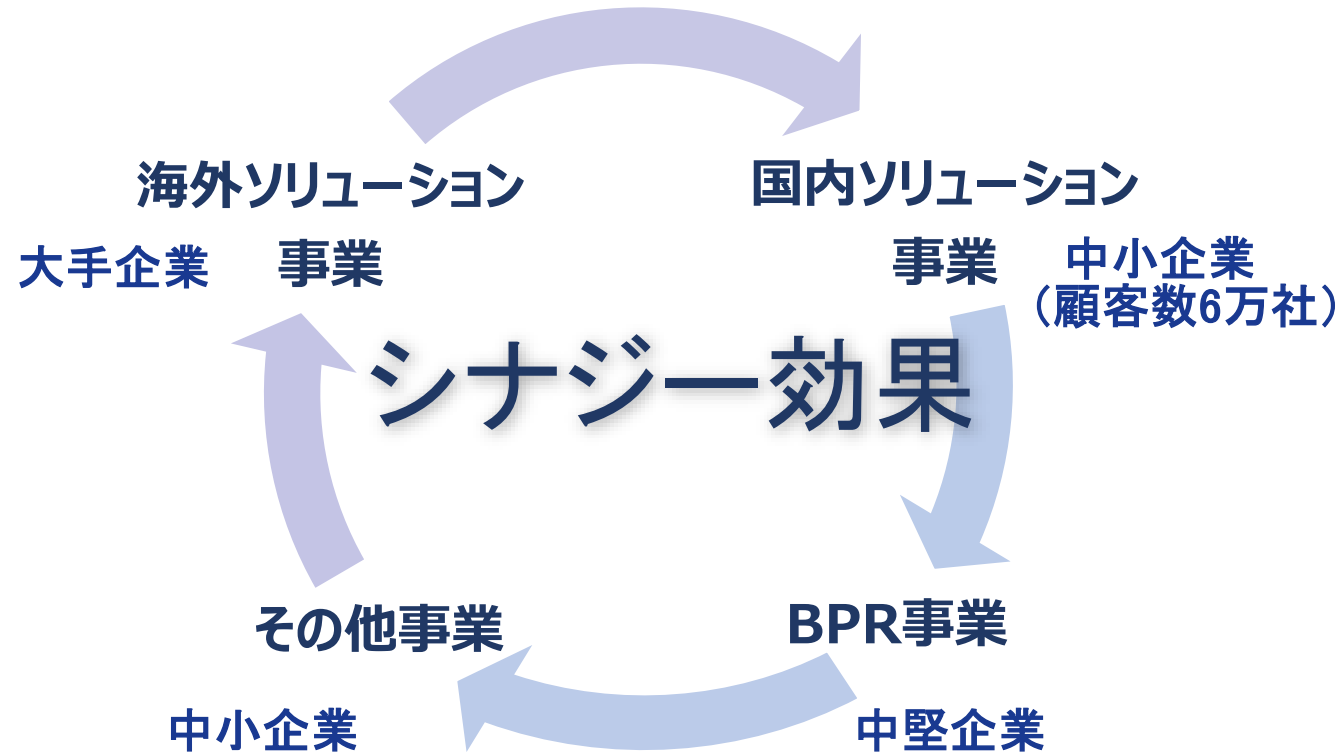 海外ソリューション
事業
大手企業
国内ソリューション
事業
中小企業
（顧客数6万社）
シナジー効果
その他事業
中小企業
BPR事業
中堅企業